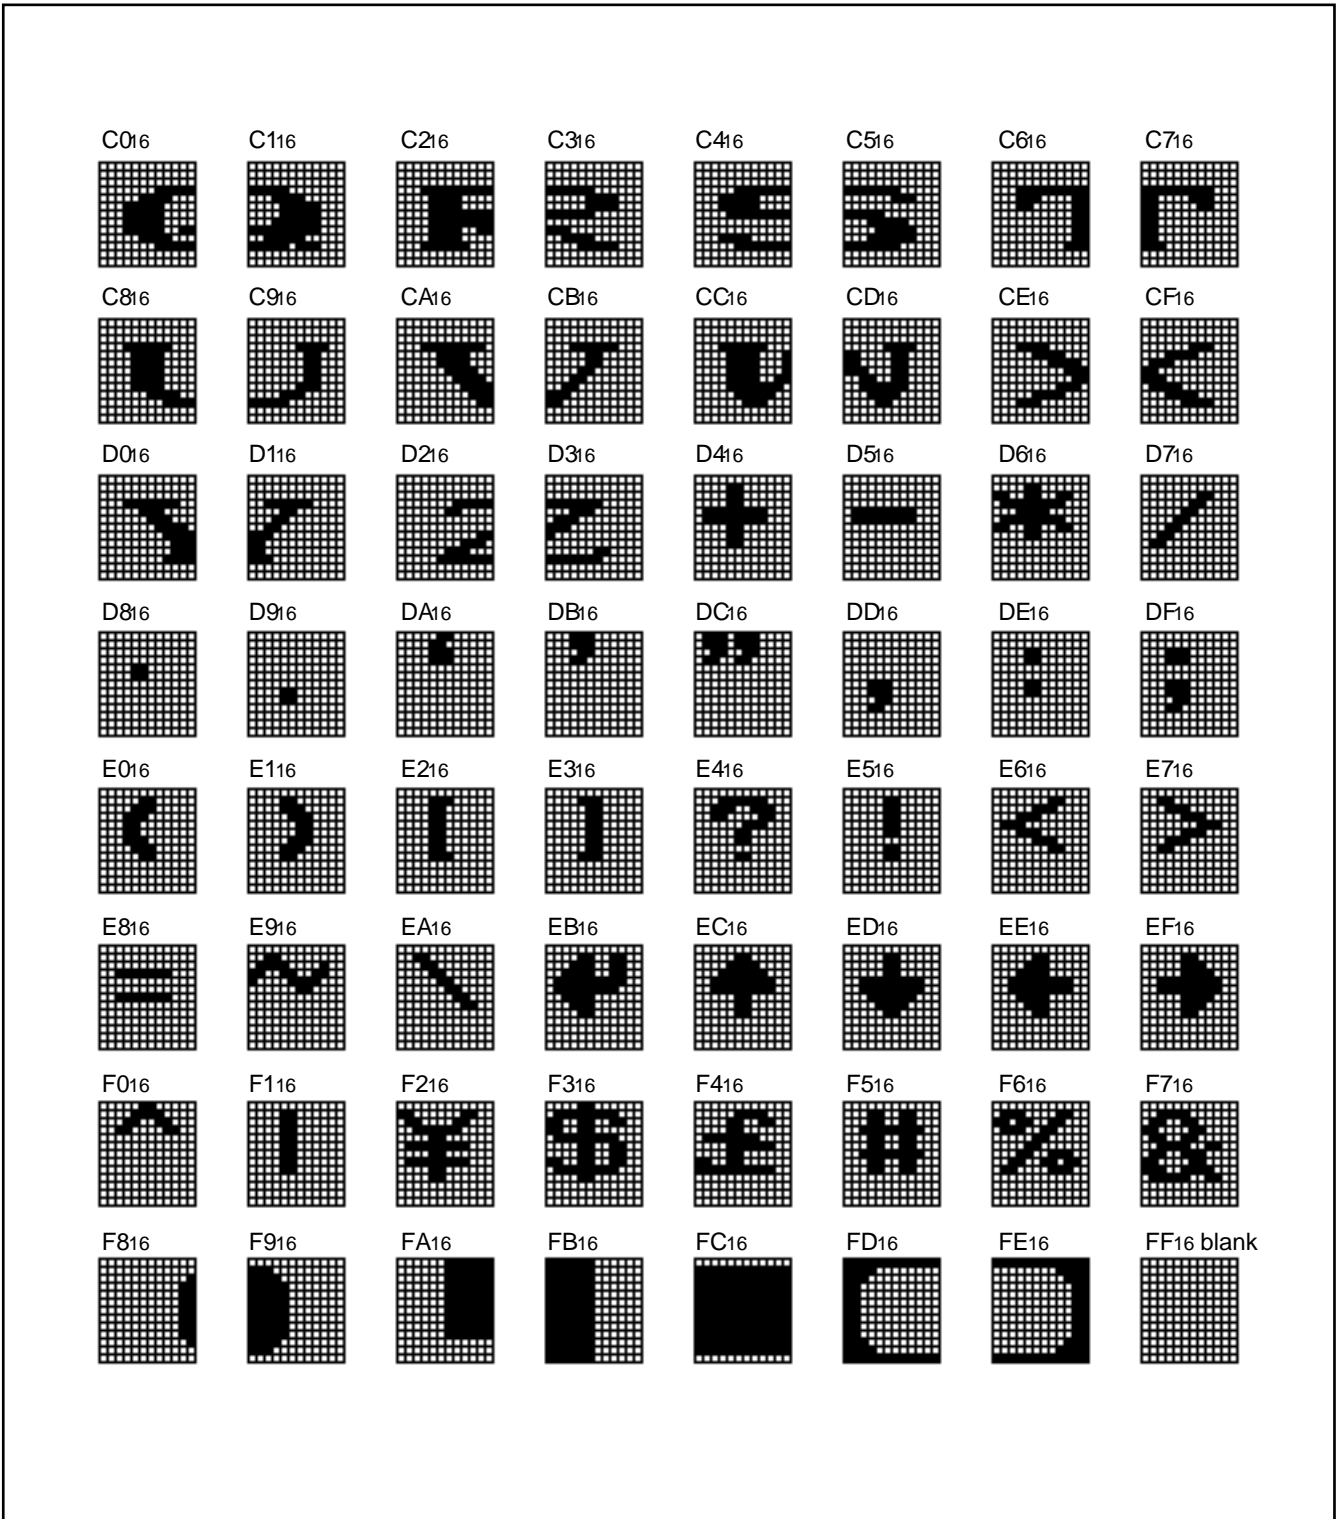 C016 C116 C216 C316 C416 C516 C616 C716
C816 C916 CA16 CB16 CC16 CD16 CE16 CF16
D016 D116 D216 D316 D416 D516 D616 D716
+ - * /
D816 D916 DA16 DB16 DC16 DD16 DE16 DF16
· . ‘ ’ ” , : ;
E016 E116 E216 E316 E416 E516 E616 E716
( ) [ ] ? ! < >
E816 E916 EA16 EB16 EC16 ED16 EE16 EF16
= ~ \ ↵ ↑ ↓ ← →
F016 F116 F216 F316 F416 F516 F616 F716
^ | ¥ $ £ # % &
F816 F916 FA16 FB16 FC16 FD16 FE16 FF16 blank